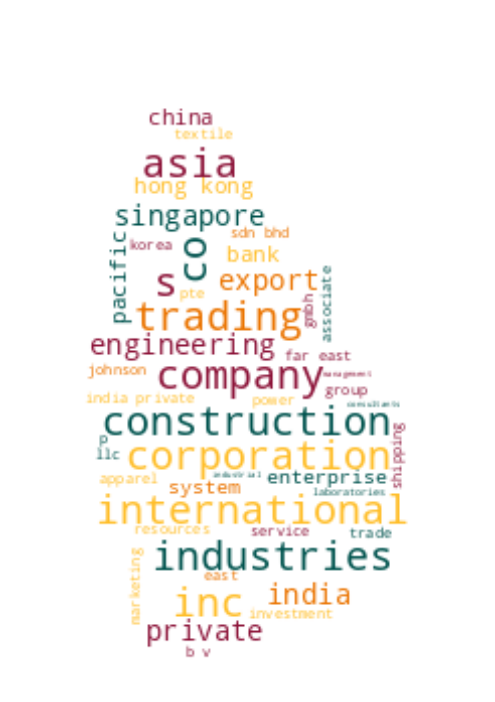 china
textile
asia
hong kong
singapore
sdn bhd
korea
co
bank
pacific
s
export
pte
associate
gmbh
trading
engineering
far east
johnson
company
management
group
india private
power
consultants
construction
p
llc
corporation
shipping
industrial
enterprise
apparel
system
laboratories
international
resources
service
trade
industries
east
marketing
inc
india
investment
private
b v